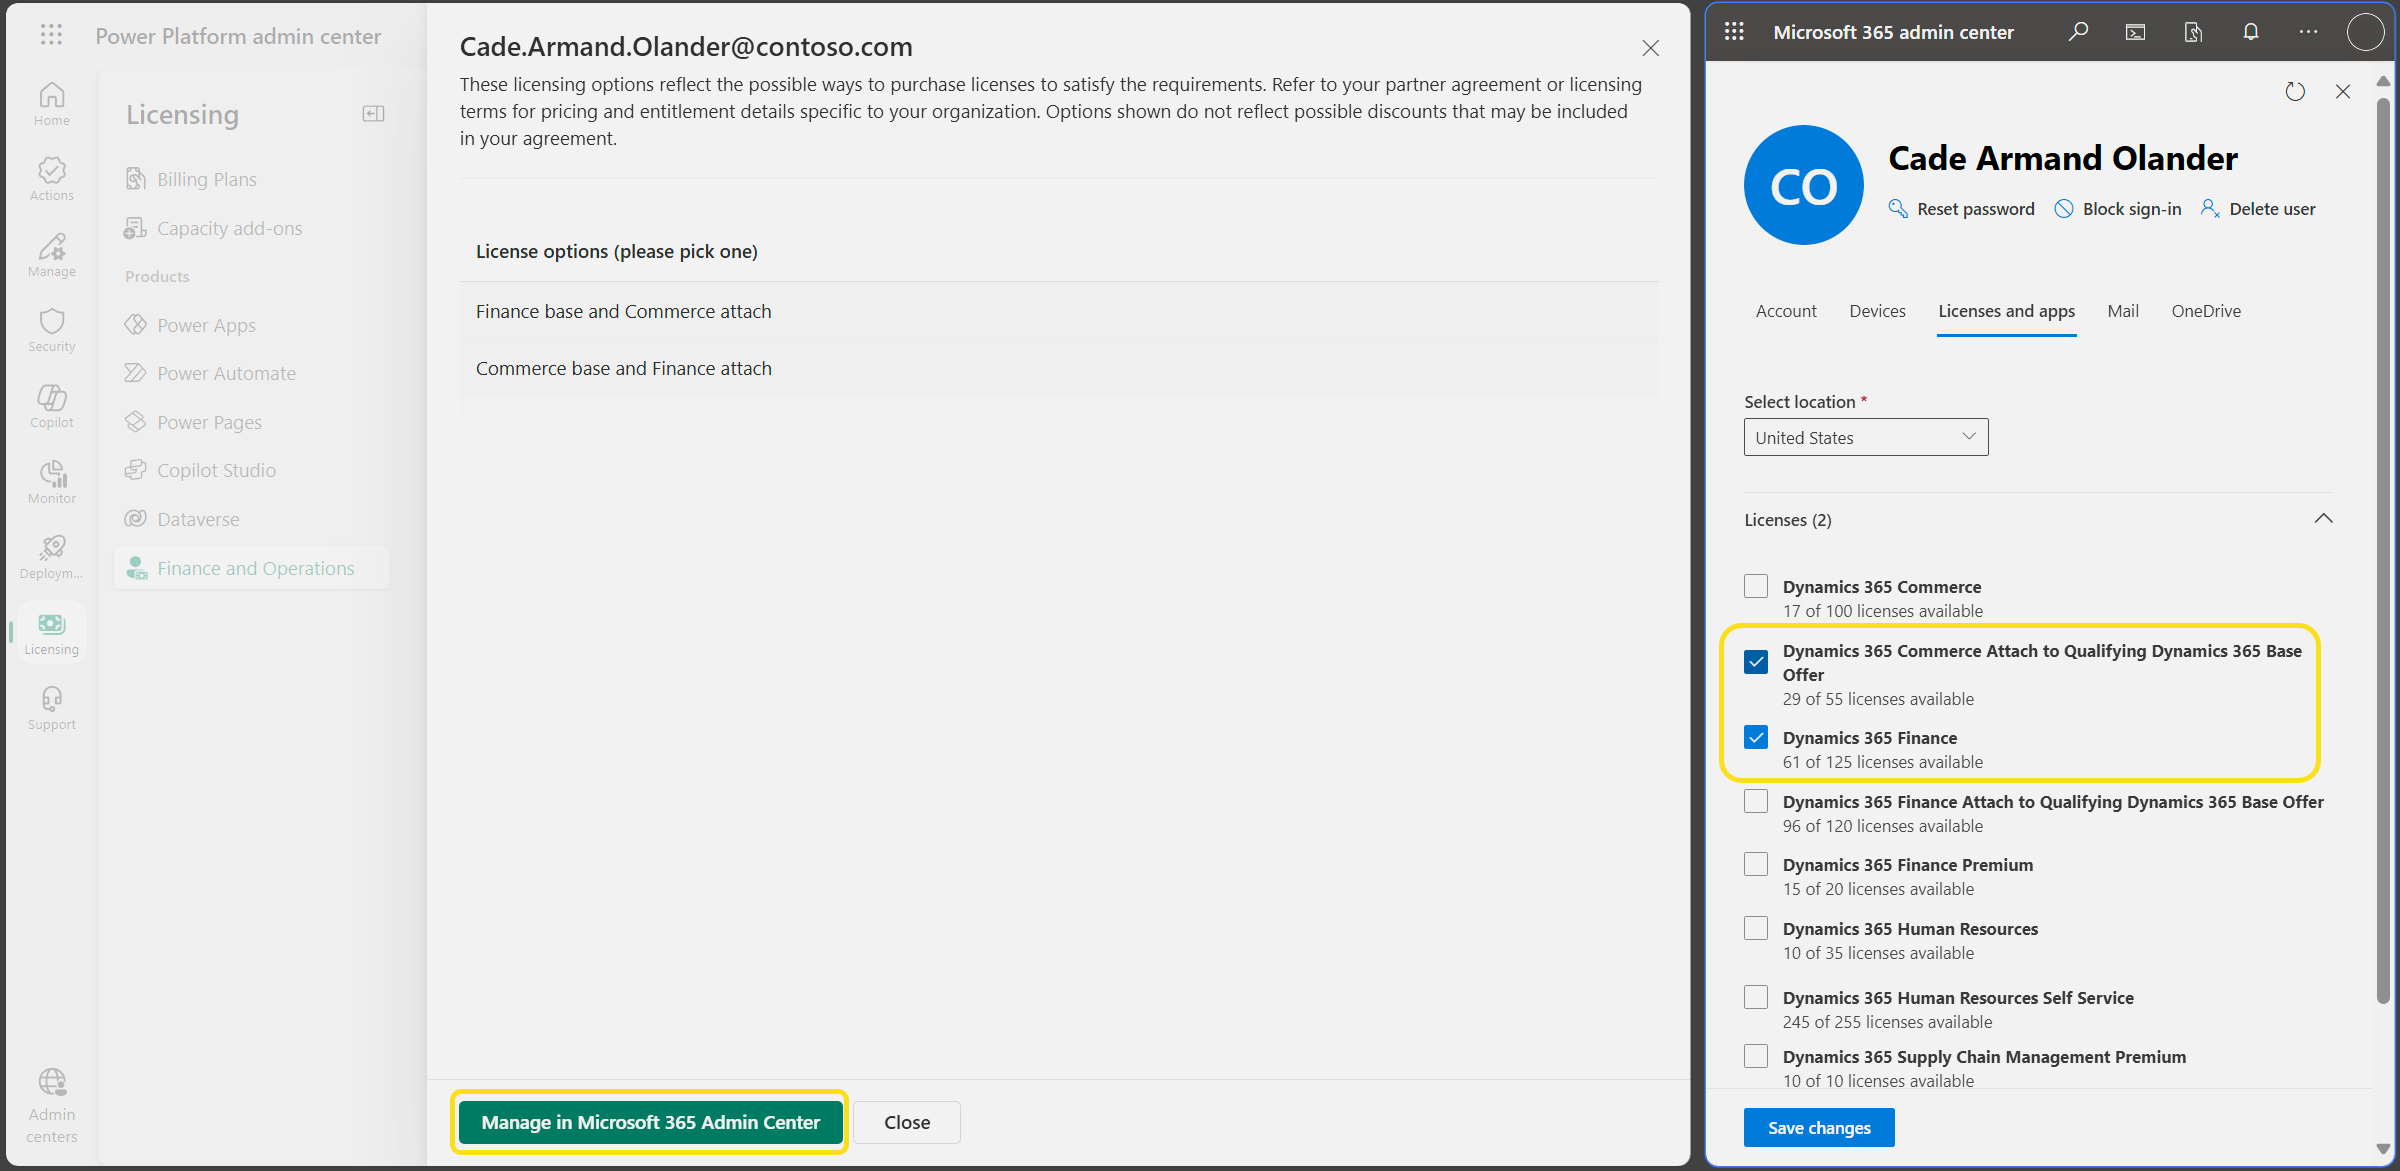 Power Platform admin center
Home
Actions
Manage
Security
Copilot
Monitor
Deploym...
Licensing
Support
Admin
centers
Licensing
Billing Plans
Capacity add-ons
Products
Power Apps
Power Automate
Power Pages
Copilot Studio
Dataverse
Finance and Operations
Cade.Armand.Olander@contoso.com
These licensing options reflect the possible ways to purchase licenses to satisfy the requirements. Refer to your partner agreement or licensing
terms for pricing and entitlement details specific to your organization. Options shown do not reflect possible discounts that may be included
in your agreement.
License options (please pick one)
Finance base and Commerce attach
Commerce base and Finance attach
Manage in Microsoft 365 Admin Center
Close
Microsoft 365 admin center
CO
Cade Armand Olander
Reset password
Block sign-in
Delete user
Account
Devices
Licenses and apps
Mail
OneDrive
Select location *
United States
Licenses (2)
Dynamics 365 Commerce
17 of 100 licenses available
Dynamics 365 Commerce Attach to Qualifying Dynamics 365 Base
Offer
29 of 55 licenses available
Dynamics 365 Finance
61 of 125 licenses available
Dynamics 365 Finance Attach to Qualifying Dynamics 365 Base Offer
96 of 120 licenses available
Dynamics 365 Finance Premium
15 of 20 licenses available
Dynamics 365 Human Resources
10 of 35 licenses available
Dynamics 365 Human Resources Self Service
245 of 255 licenses available
Dynamics 365 Supply Chain Management Premium
10 of 10 licenses available
Save changes